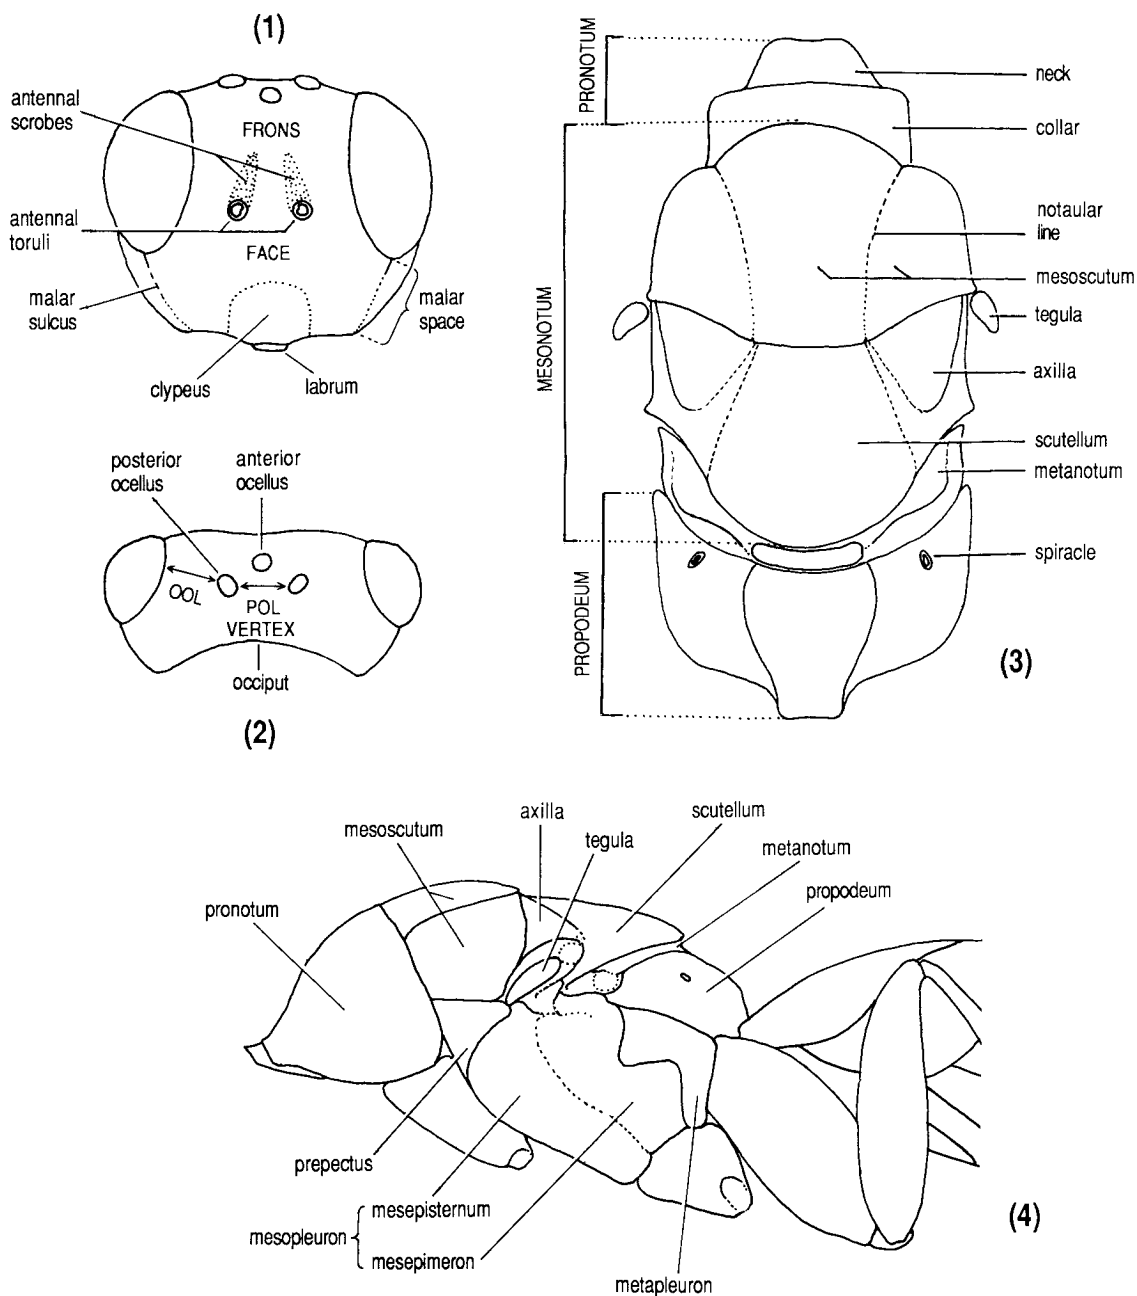 (1)
antennal
scrobes
FRONS
antennal
toruli
FACE
malar
sulcus
malar
space
clypeus
labrum
posterior
ocellus
anterior
ocellus
OOL
POL
VERTEX
occiput
(2)
PRONOTUM
MESONOTUM
PROPODEUM
neck
collar
notaular
line
mesoscutum
tegula
axilla
scutellum
metanotum
spiracle
(3)
pronotum
mesoscutum
axilla
tegula
scutellum
metanotum
propodeum
prepectus
mesopleuron
mesepisternum
mesepimeron
metapleuron
(4)